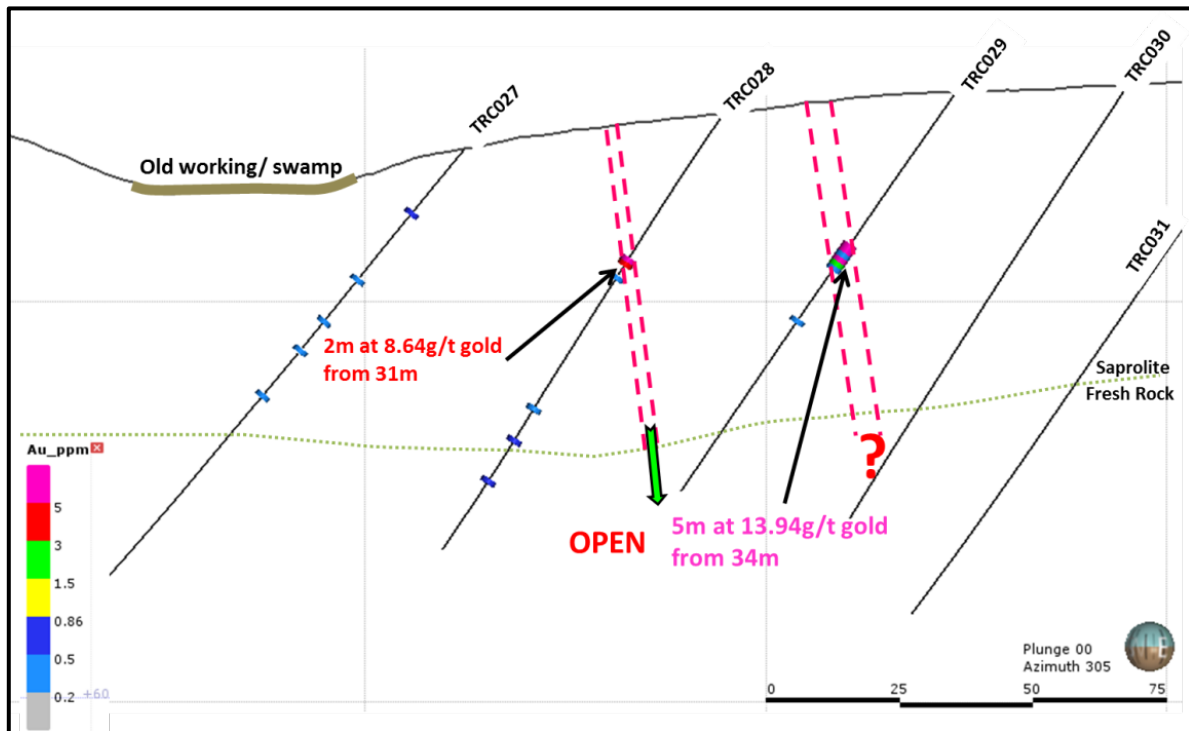 TRC027
TRC028
TRC029
TRC030
Old working/ swamp
TRC031
2m at 8.64g/t gold
from 31m
Saprolite
Fresh Rock
?
Au_ppm
5
3
1.5
0.86
0.5
0.2
+60
OPEN
5m at 13.94g/t gold
from 34m
Plunge 00
Azimuth 305
E
0 25 50 75